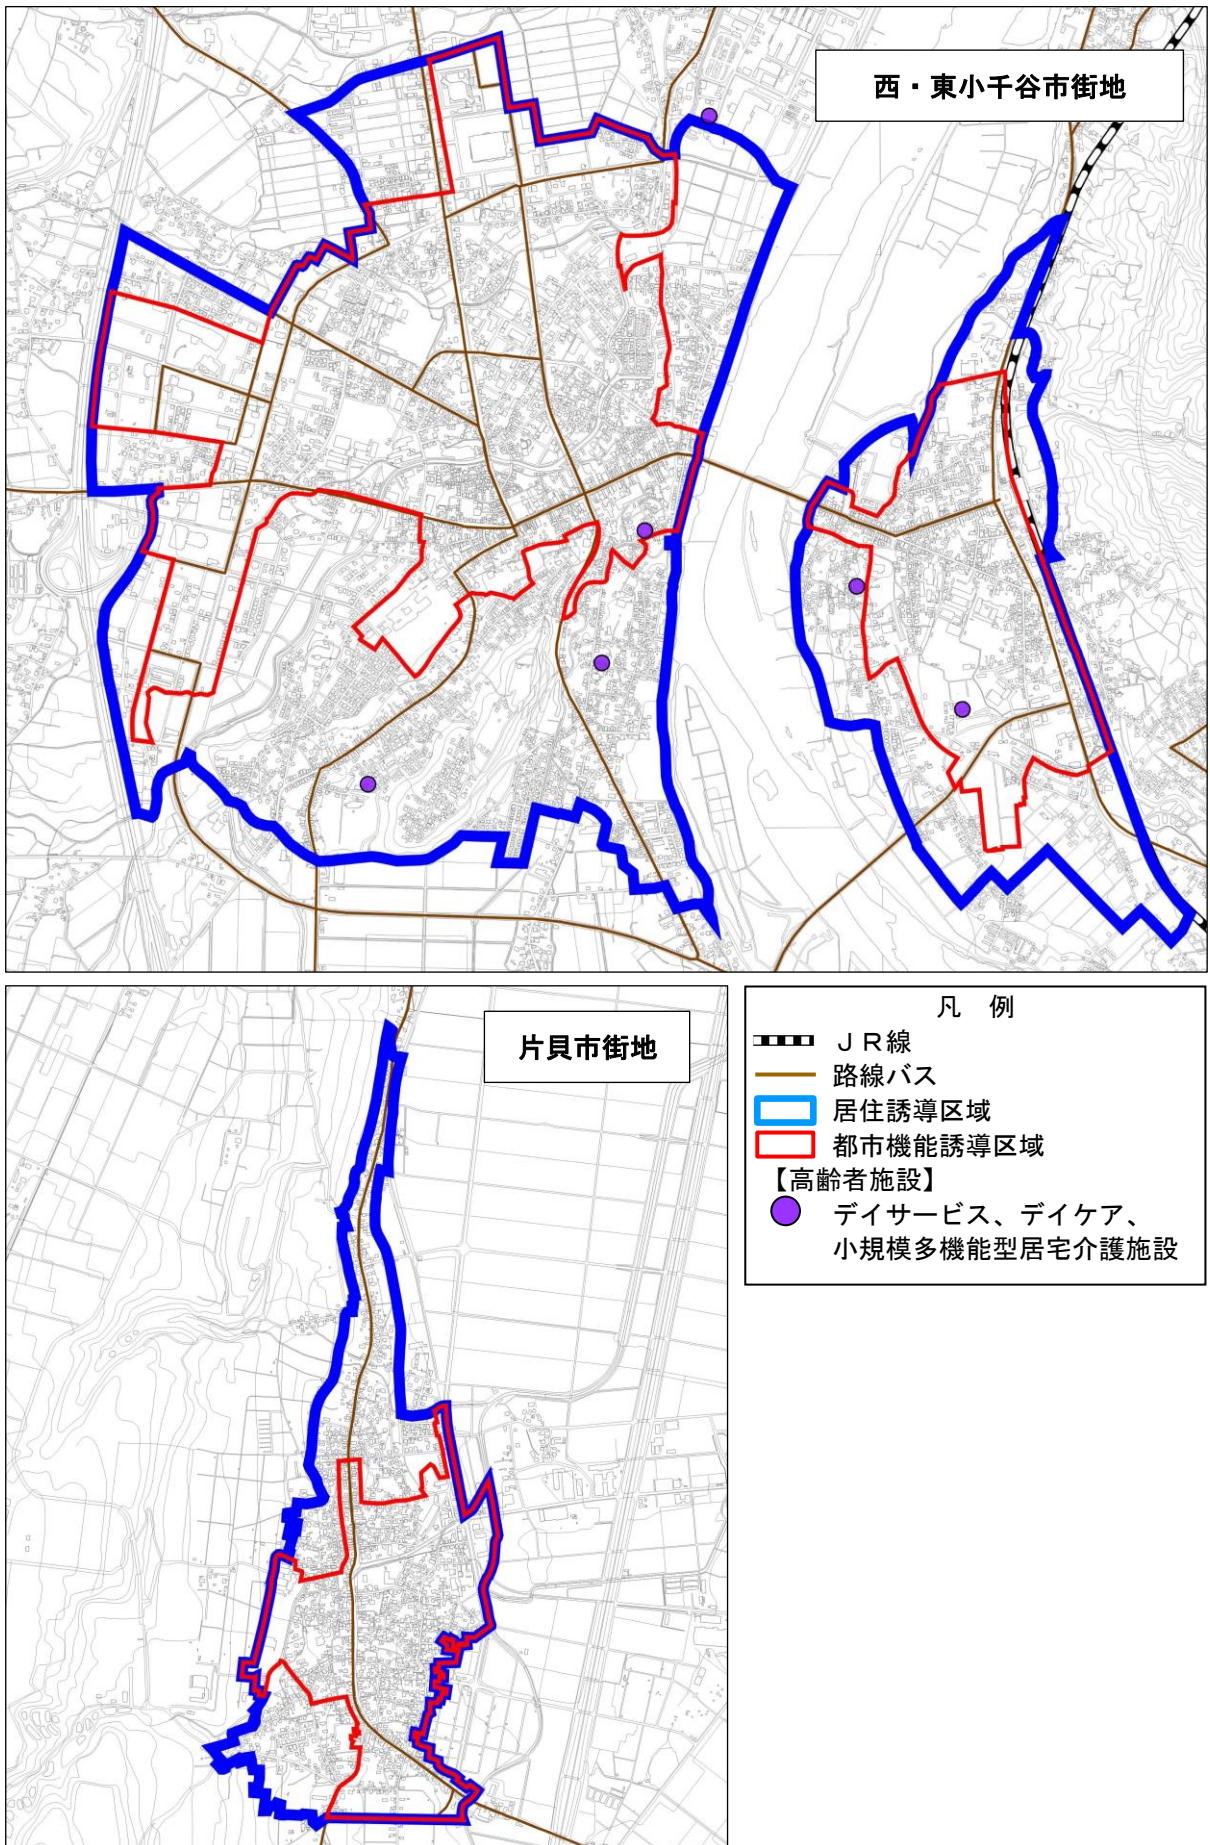 西・東小千谷市街地
片貝市街地
凡 例
ＪＲ線
路線バス
居住誘導区域
都市機能誘導区域
【高齢者施設】
デイサービス、デイケア、
小規模多機能型居宅介護施設